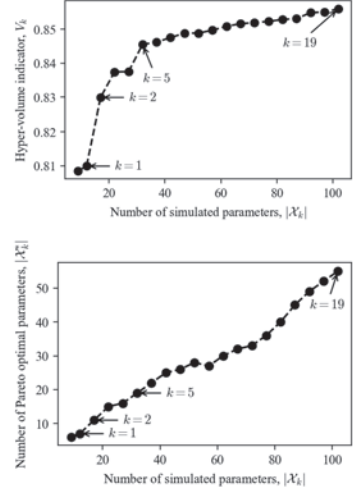 Hyper-volume indicator, V_k
0.85
0.84
0.83
0.82
0.81
k = 19
k = 5
k = 2
k = 1
20 40 60 80 100
Number of simulated parameters, |𝒳_k|
Number of Pareto optimal parameters, |𝒳_k^*|
50
40
30
20
10
k = 19
k = 5
k = 2
k = 1
20 40 60 80 100
Number of simulated parameters, |𝒳_k|